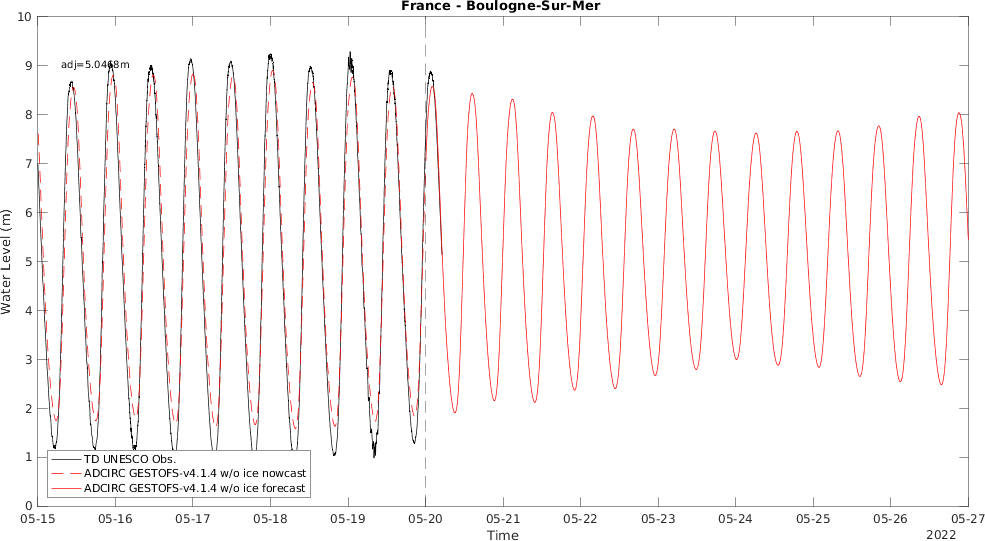 France - Boulogne-Sur-Mer
10
9
8
7
6
5
4
3
2
1
0
Water Level (m)
adj=5.0468m
TD UNESCO Obs.
ADCIRC GESTOFS-v4.1.4 w/o ice nowcast
ADCIRC GESTOFS-v4.1.4 w/o ice forecast
05-15 05-16 05-17 05-18 05-19 05-20 05-21 05-22 05-23 05-24 05-25 05-26 05-27
Time
2022